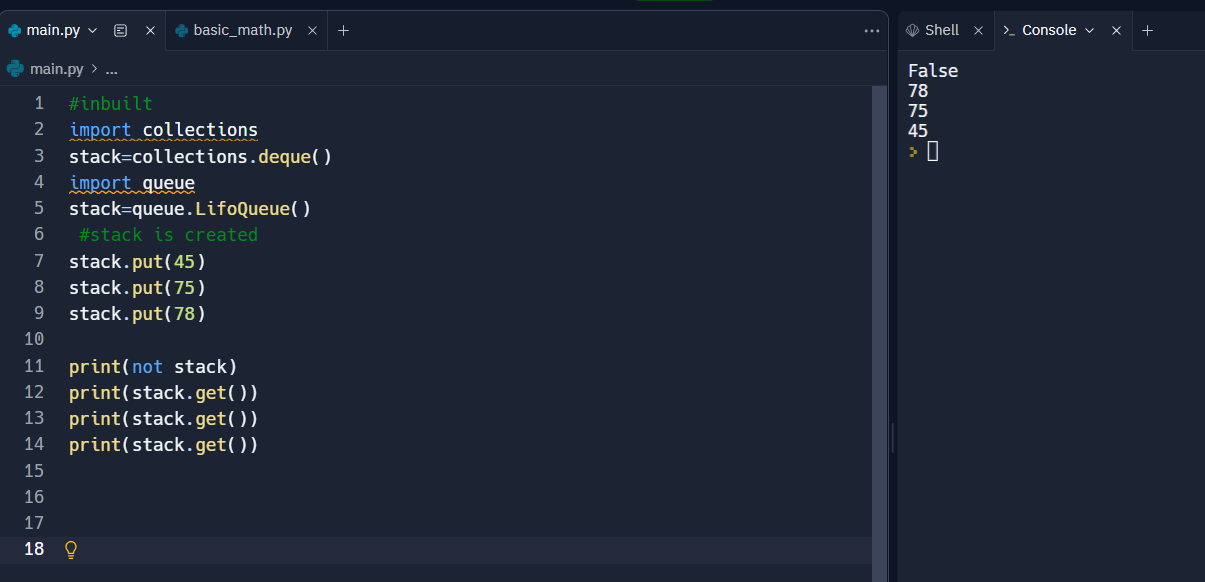 main.py
basic_math.py
main.py > ...
1 #inbuilt
2 import collections
3 stack=collections.deque()
4 import queue
5 stack=queue.LifoQueue()
6  #stack is created
7 stack.put(45)
8 stack.put(75)
9 stack.put(78)
10
11 print(not stack)
12 print(stack.get())
13 print(stack.get())
14 print(stack.get())
15
16
17
18
Shell
Console
False
78
75
45
>